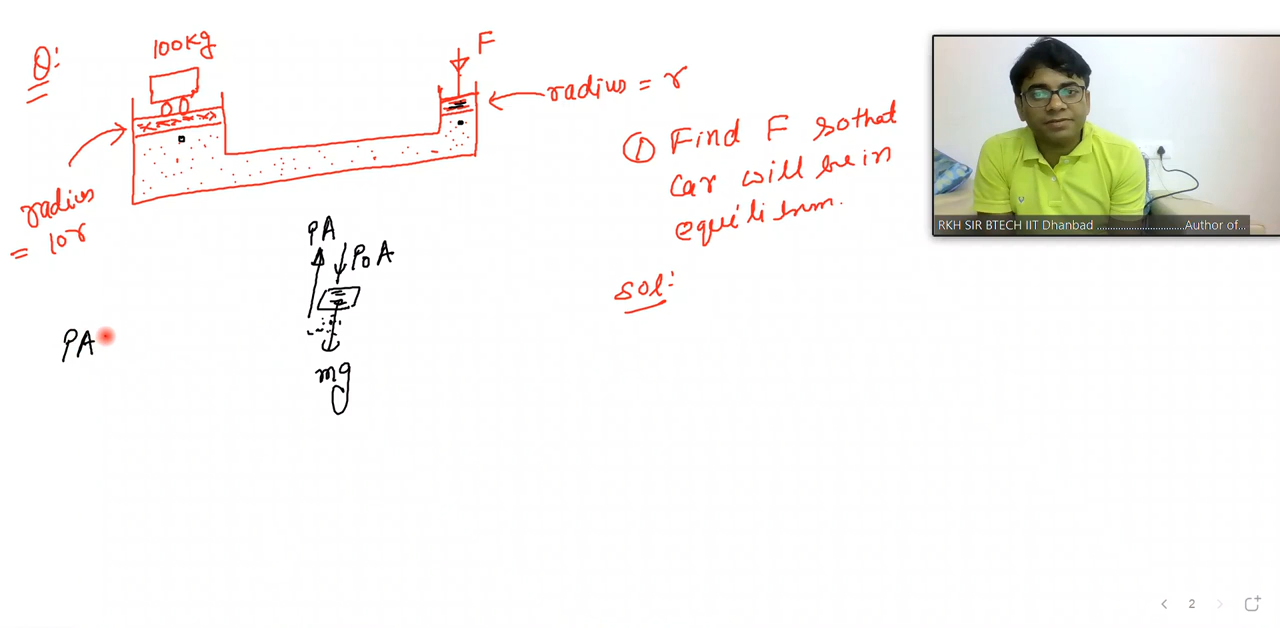 Q:
100Kg
F
radius = r
radius
= 10r
① Find F so that
Car will be in
equilibrium.
Sol:
PA
P₀A
mg
PA
RKH SIR BTECH IIT Dhanbad ..............................Author of...
2